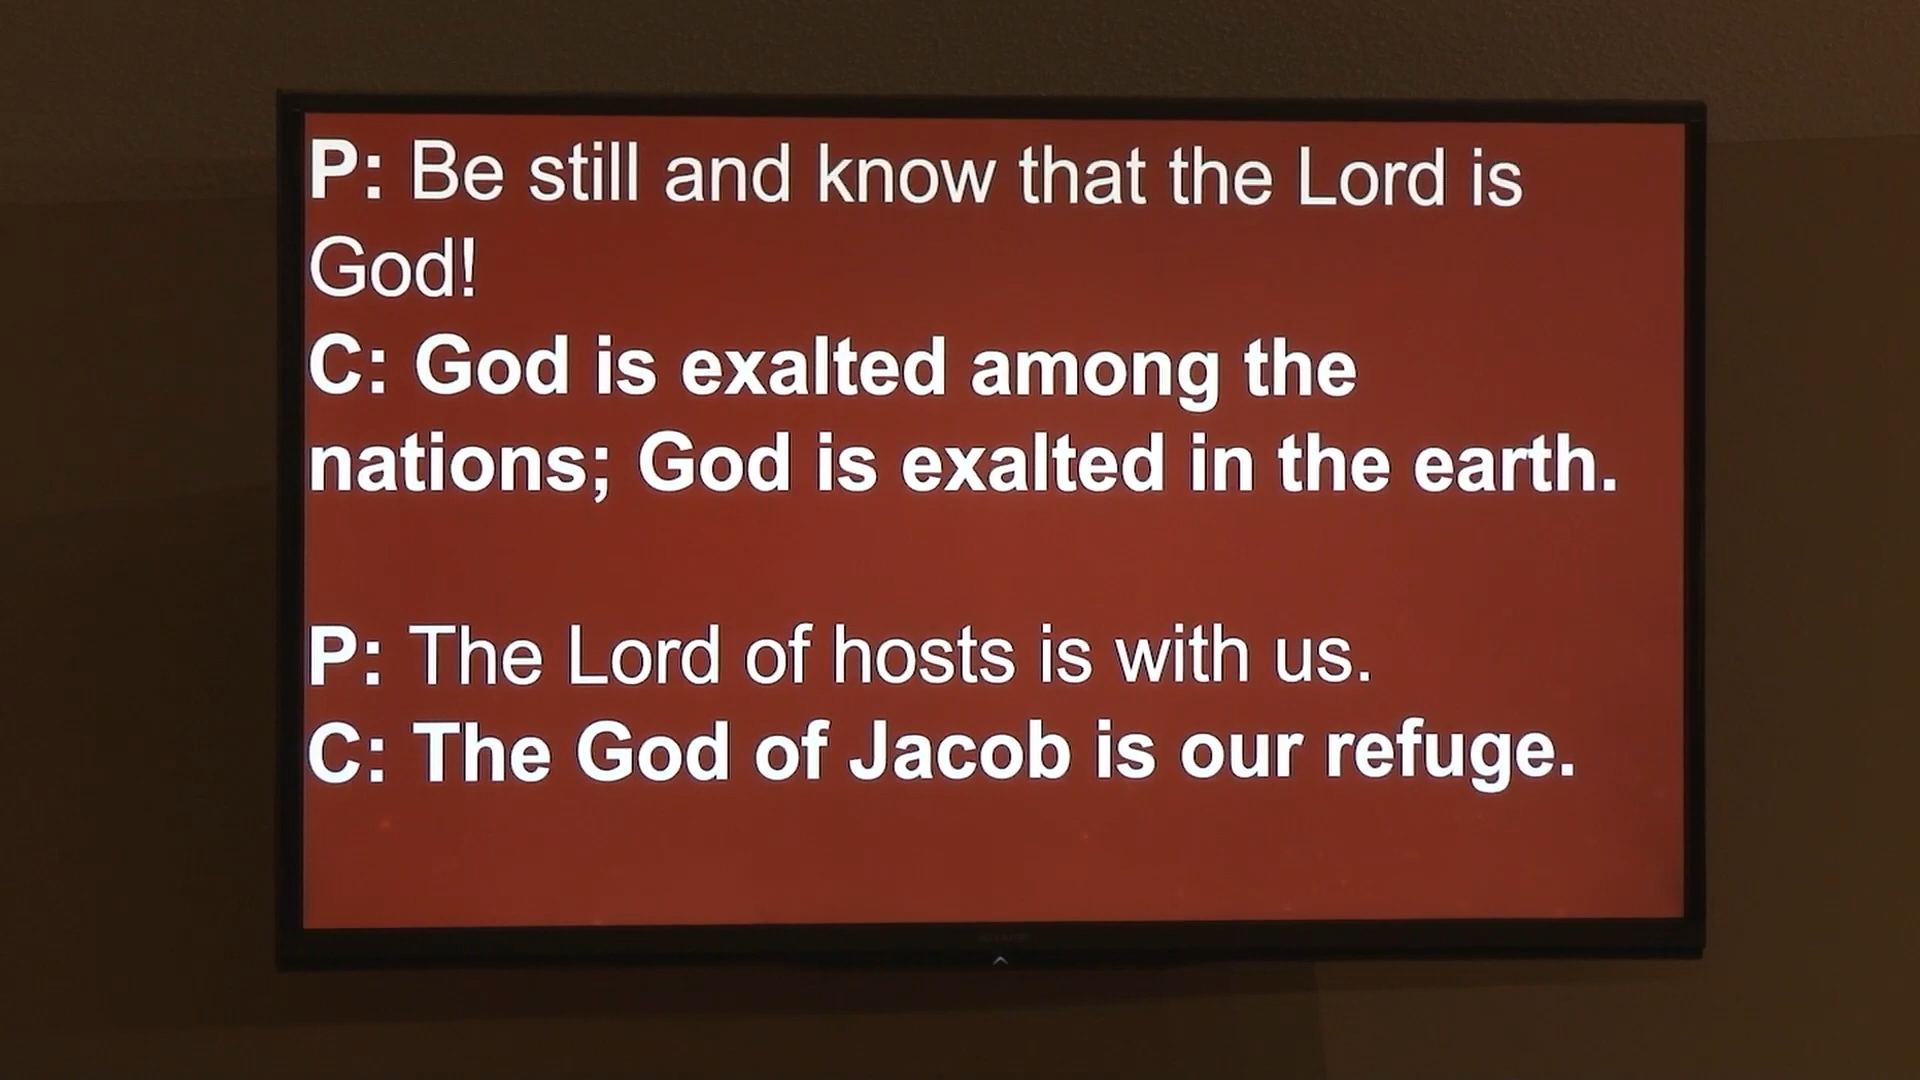 P: Be still and know that the Lord is
God!
C: God is exalted among the
nations; God is exalted in the earth.
P: The Lord of hosts is with us.
C: The God of Jacob is our refuge.